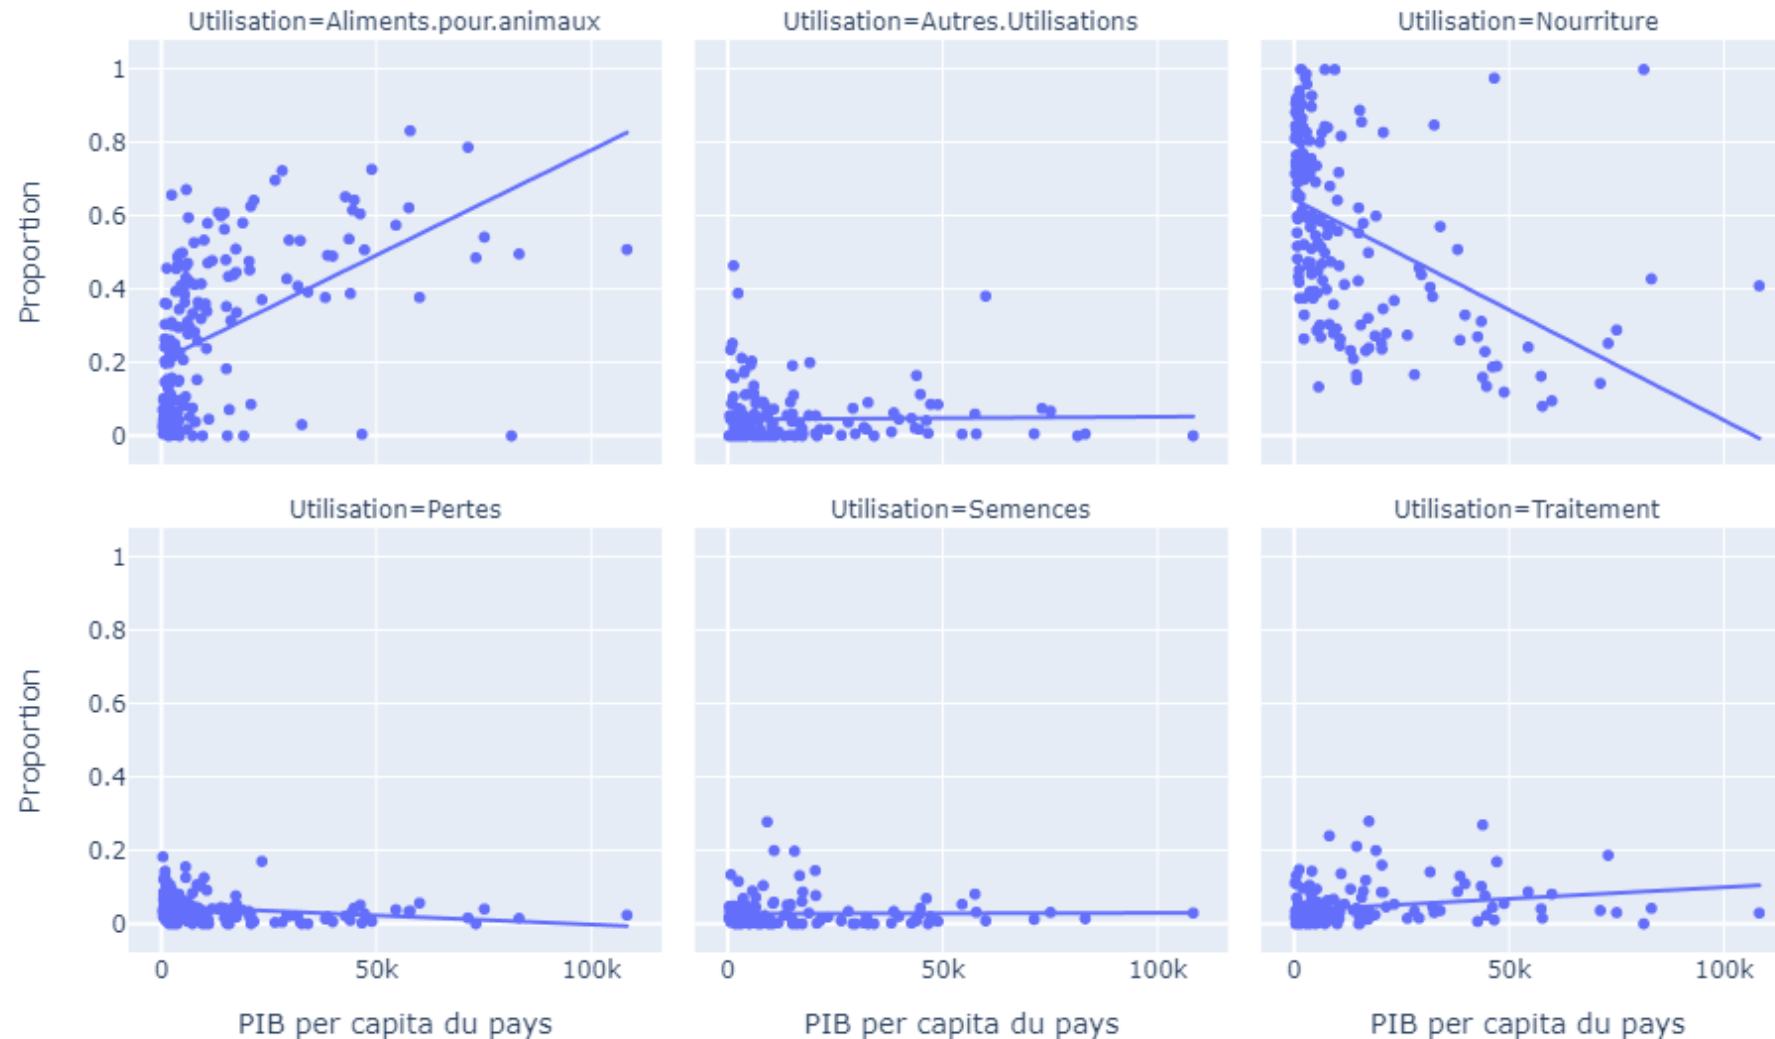 Utilisation=Aliments.pour.animaux
Utilisation=Autres.Utilisations
Utilisation=Nourriture
1
0.8
0.6
0.4
0.2
0
Proportion
Utilisation=Pertes
Utilisation=Semences
Utilisation=Traitement
1
0.8
0.6
0.4
0.2
0
Proportion
0 50k 100k
0 50k 100k
0 50k 100k
PIB per capita du pays
PIB per capita du pays
PIB per capita du pays